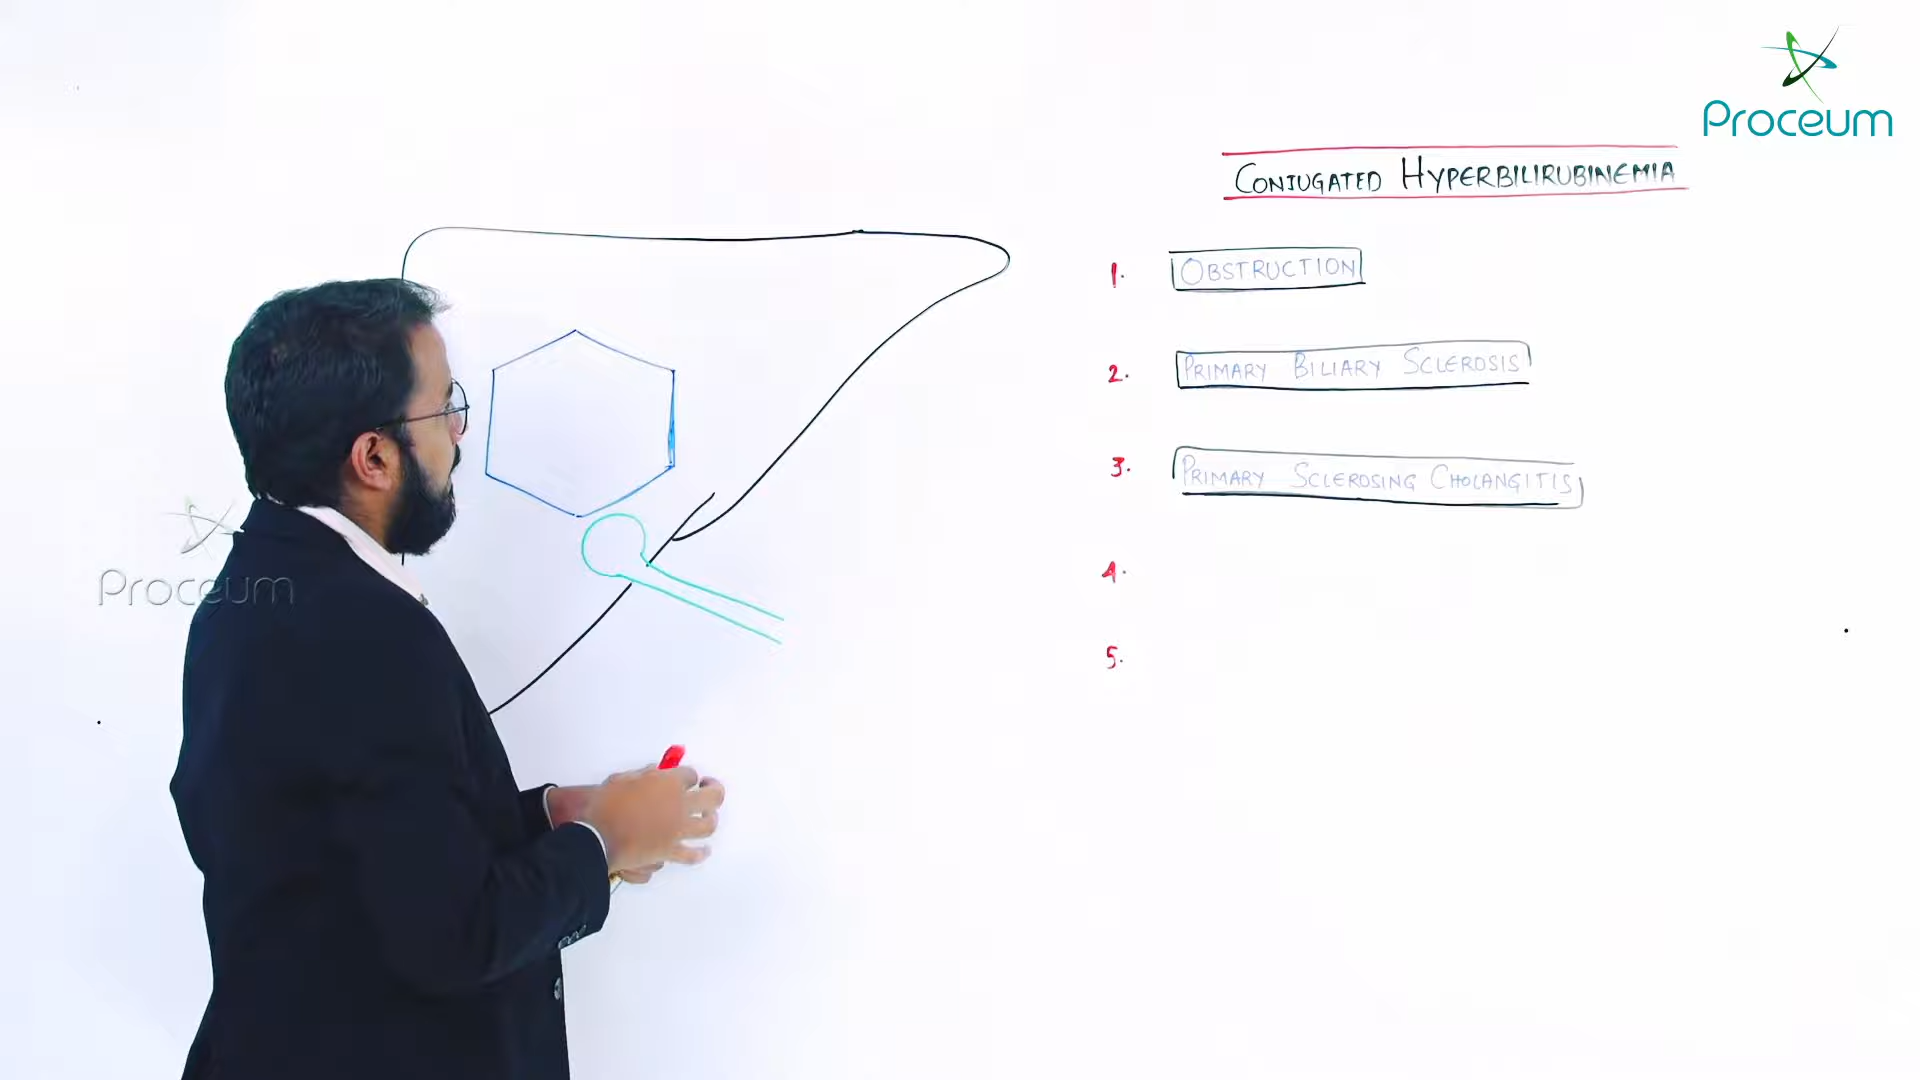 Proceum
CONJUGATED HYPERBILIRUBINEMIA
1. OBSTRUCTION
2. PRIMARY BILIARY SCLEROSIS
3. PRIMARY SCLEROSING CHOLANGITIS
4.
5.
Proceum